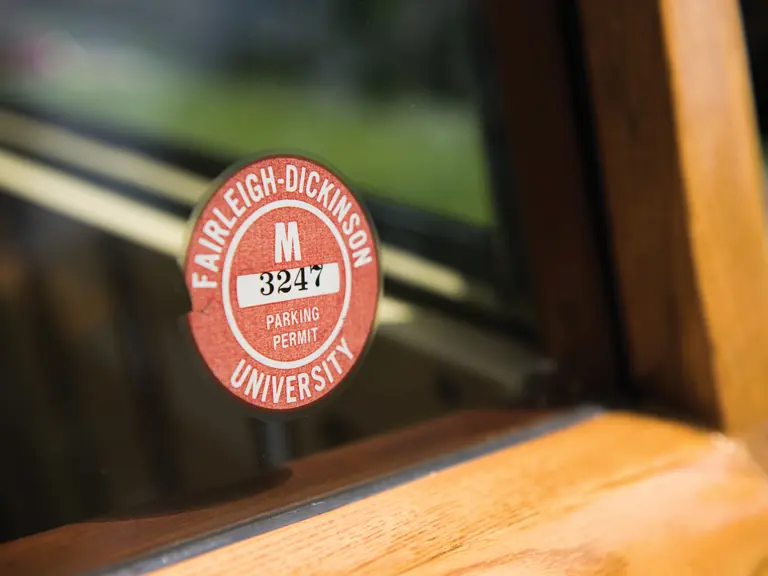 FAIRLEIGH-DICKINSON
M
3247
PARKING
PERMIT
UNIVERSITY